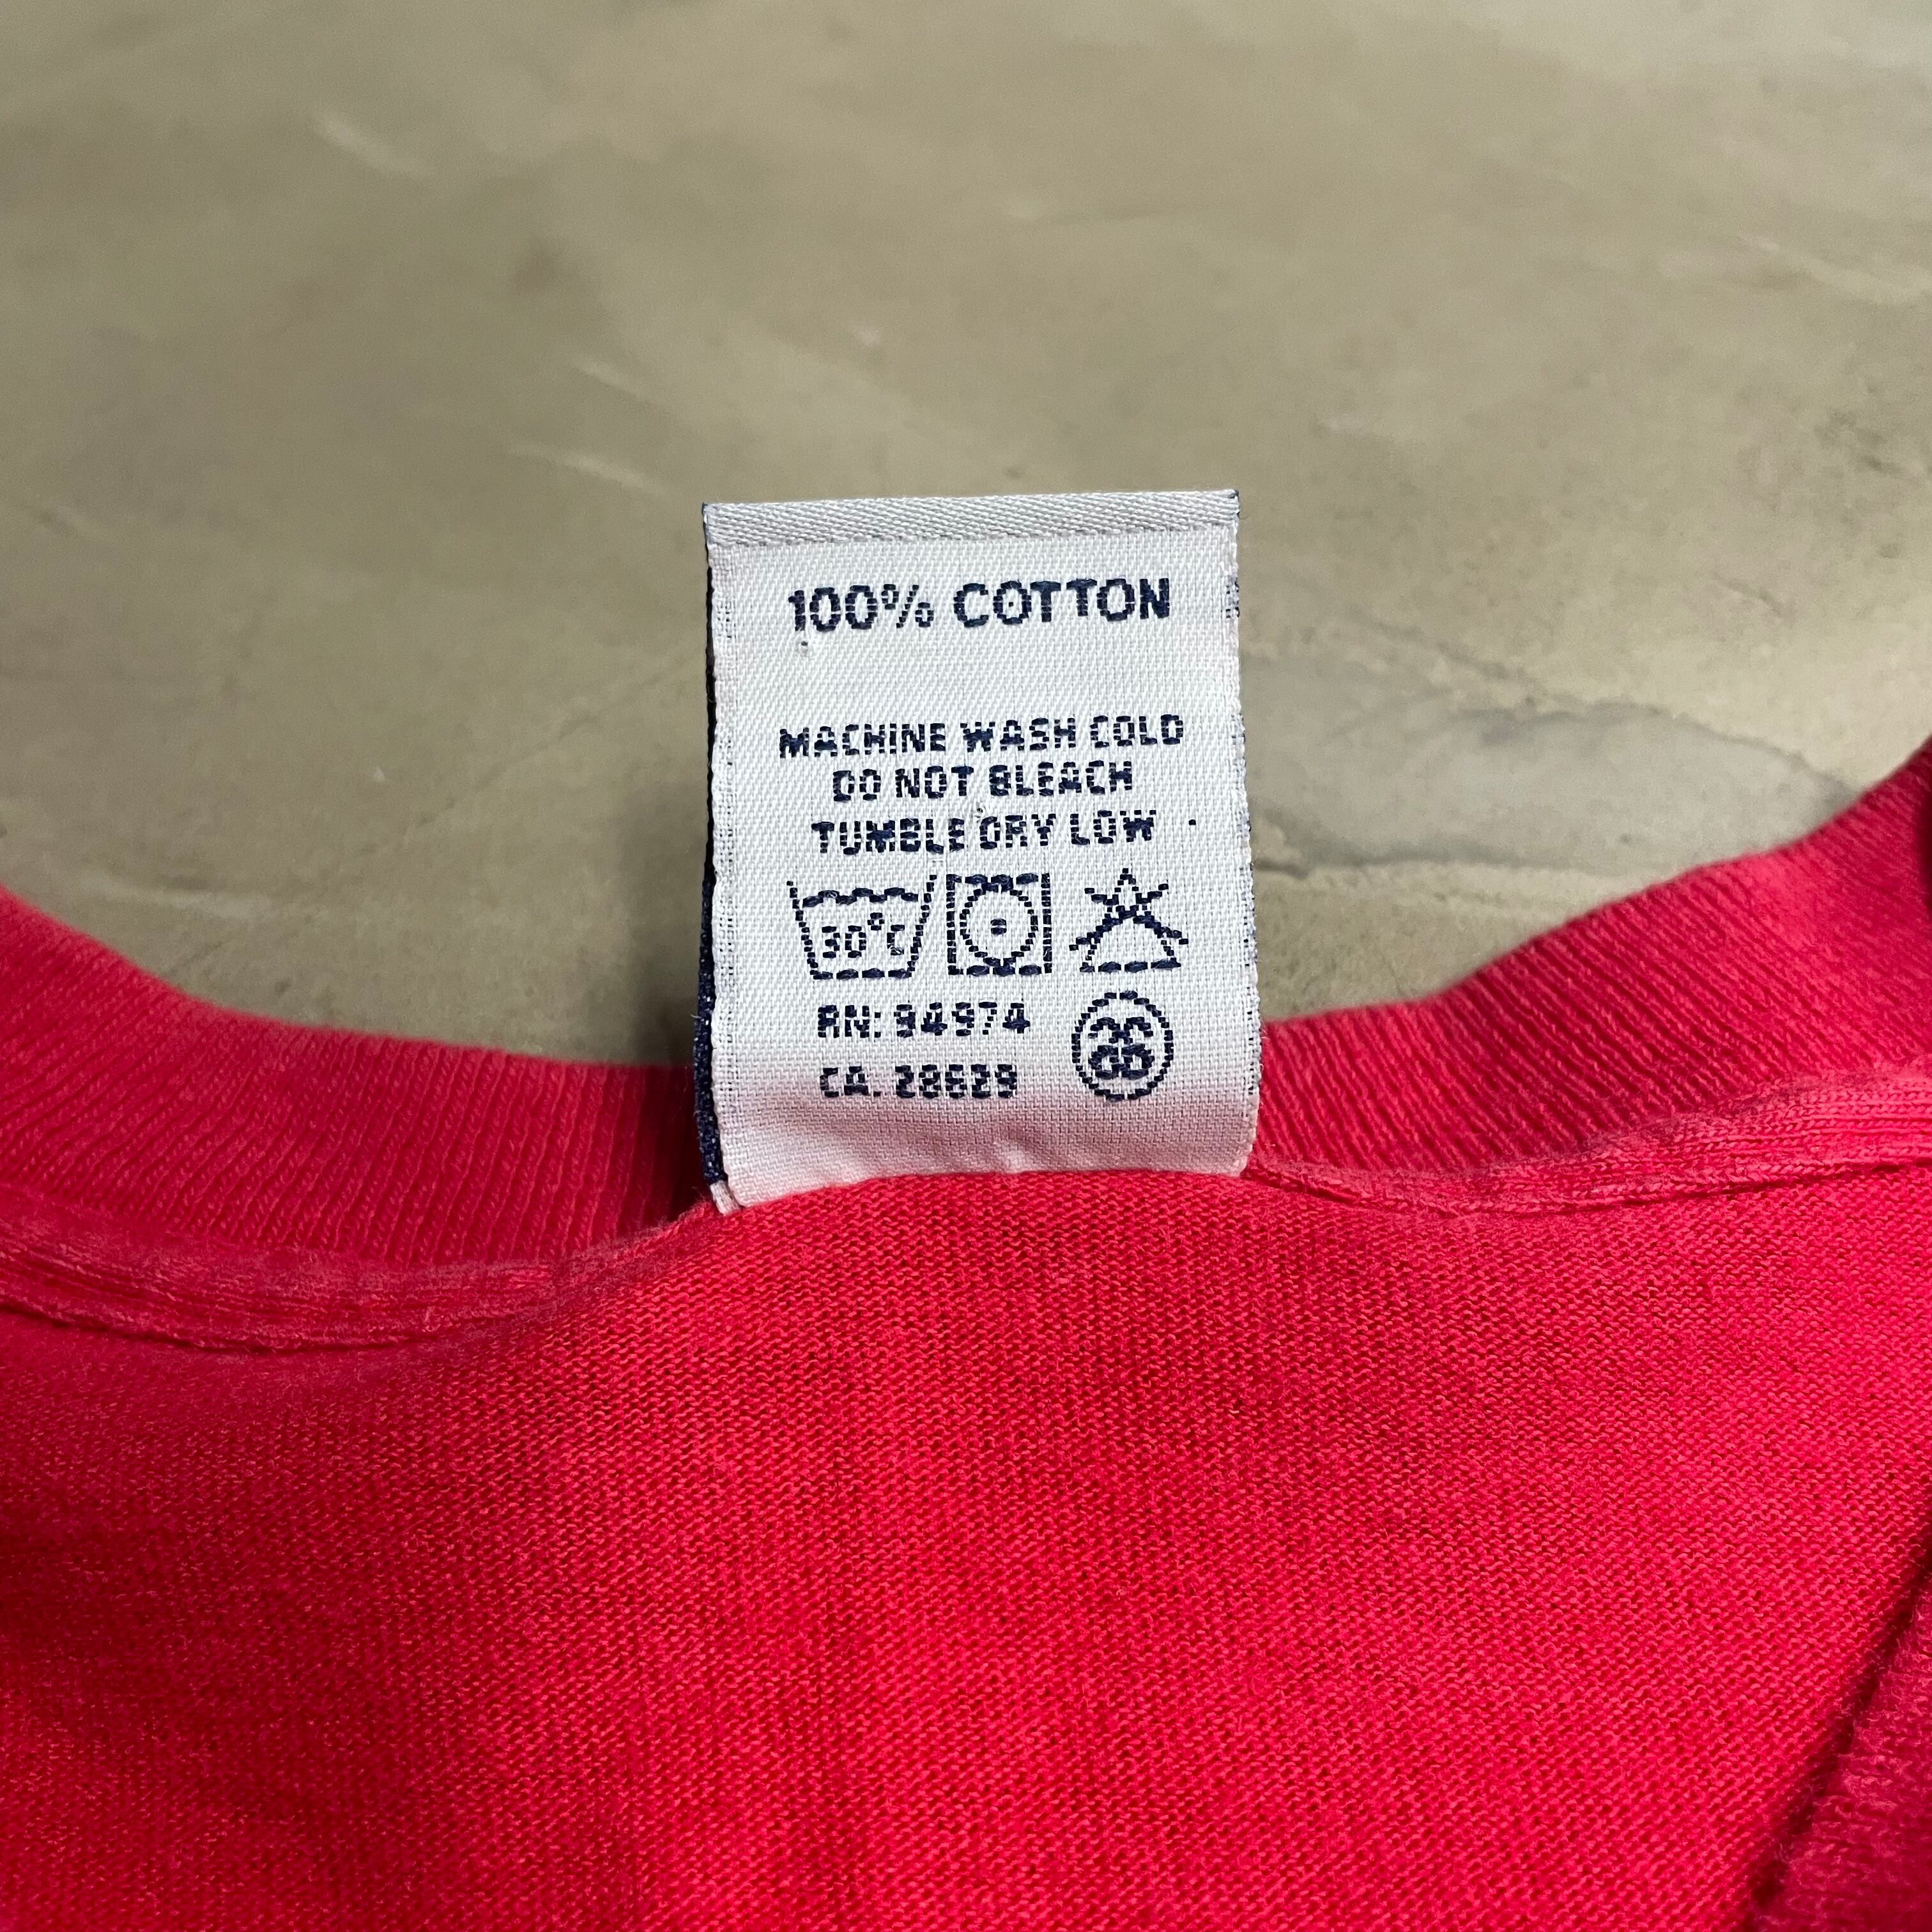 100% COTTON
MACHINE WASH COLD
DO NOT BLEACH
TUMBLE DRY LOW
30°C
RN: 94974
CA. 28629